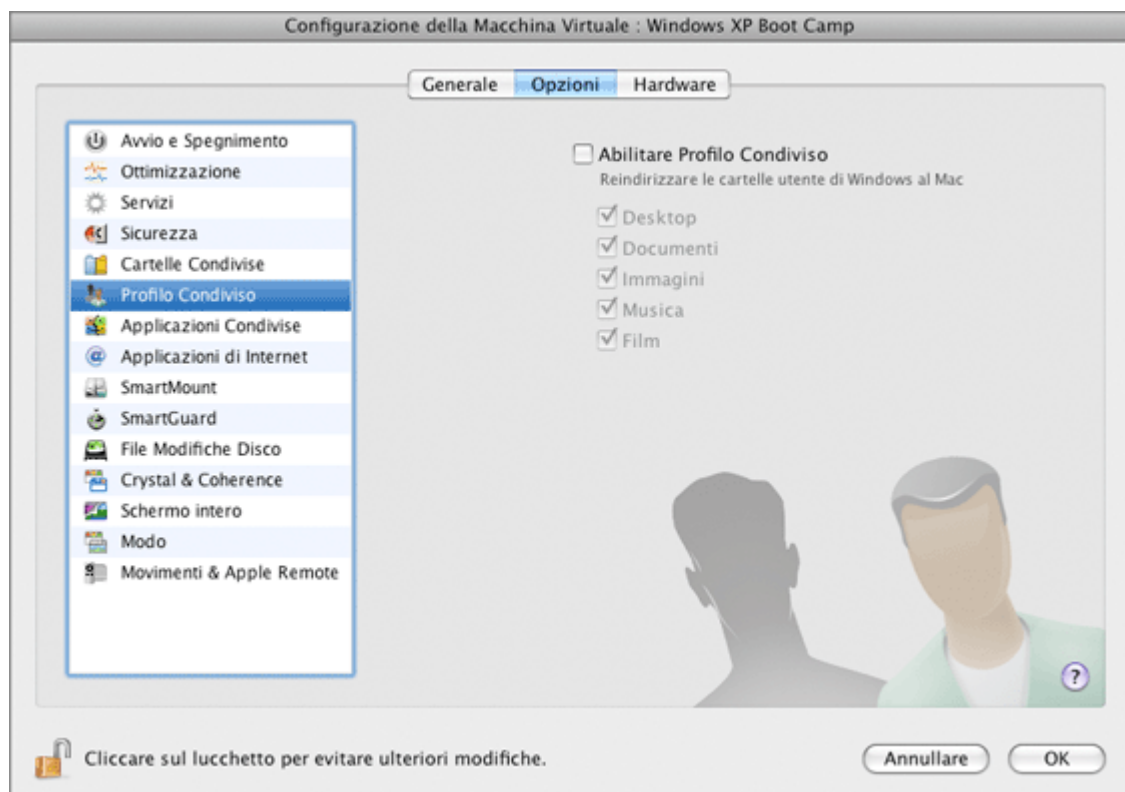 Configurazione della Macchina Virtuale : Windows XP Boot Camp
Generale Opzioni Hardware
Avvio e Spegnimento
Ottimizzazione
Servizi
Sicurezza
Cartelle Condivise
Profilo Condiviso
Applicazioni Condivise
Applicazioni di Internet
SmartMount
SmartGuard
File Modifiche Disco
Crystal & Coherence
Schermo intero
Modo
Movimenti & Apple Remote
Abilitare Profilo Condiviso
Reindirizzare le cartelle utente di Windows al Mac
Desktop
Documenti
Immagini
Musica
Film
?
Cliccare sul lucchetto per evitare ulteriori modifiche.
Annullare OK